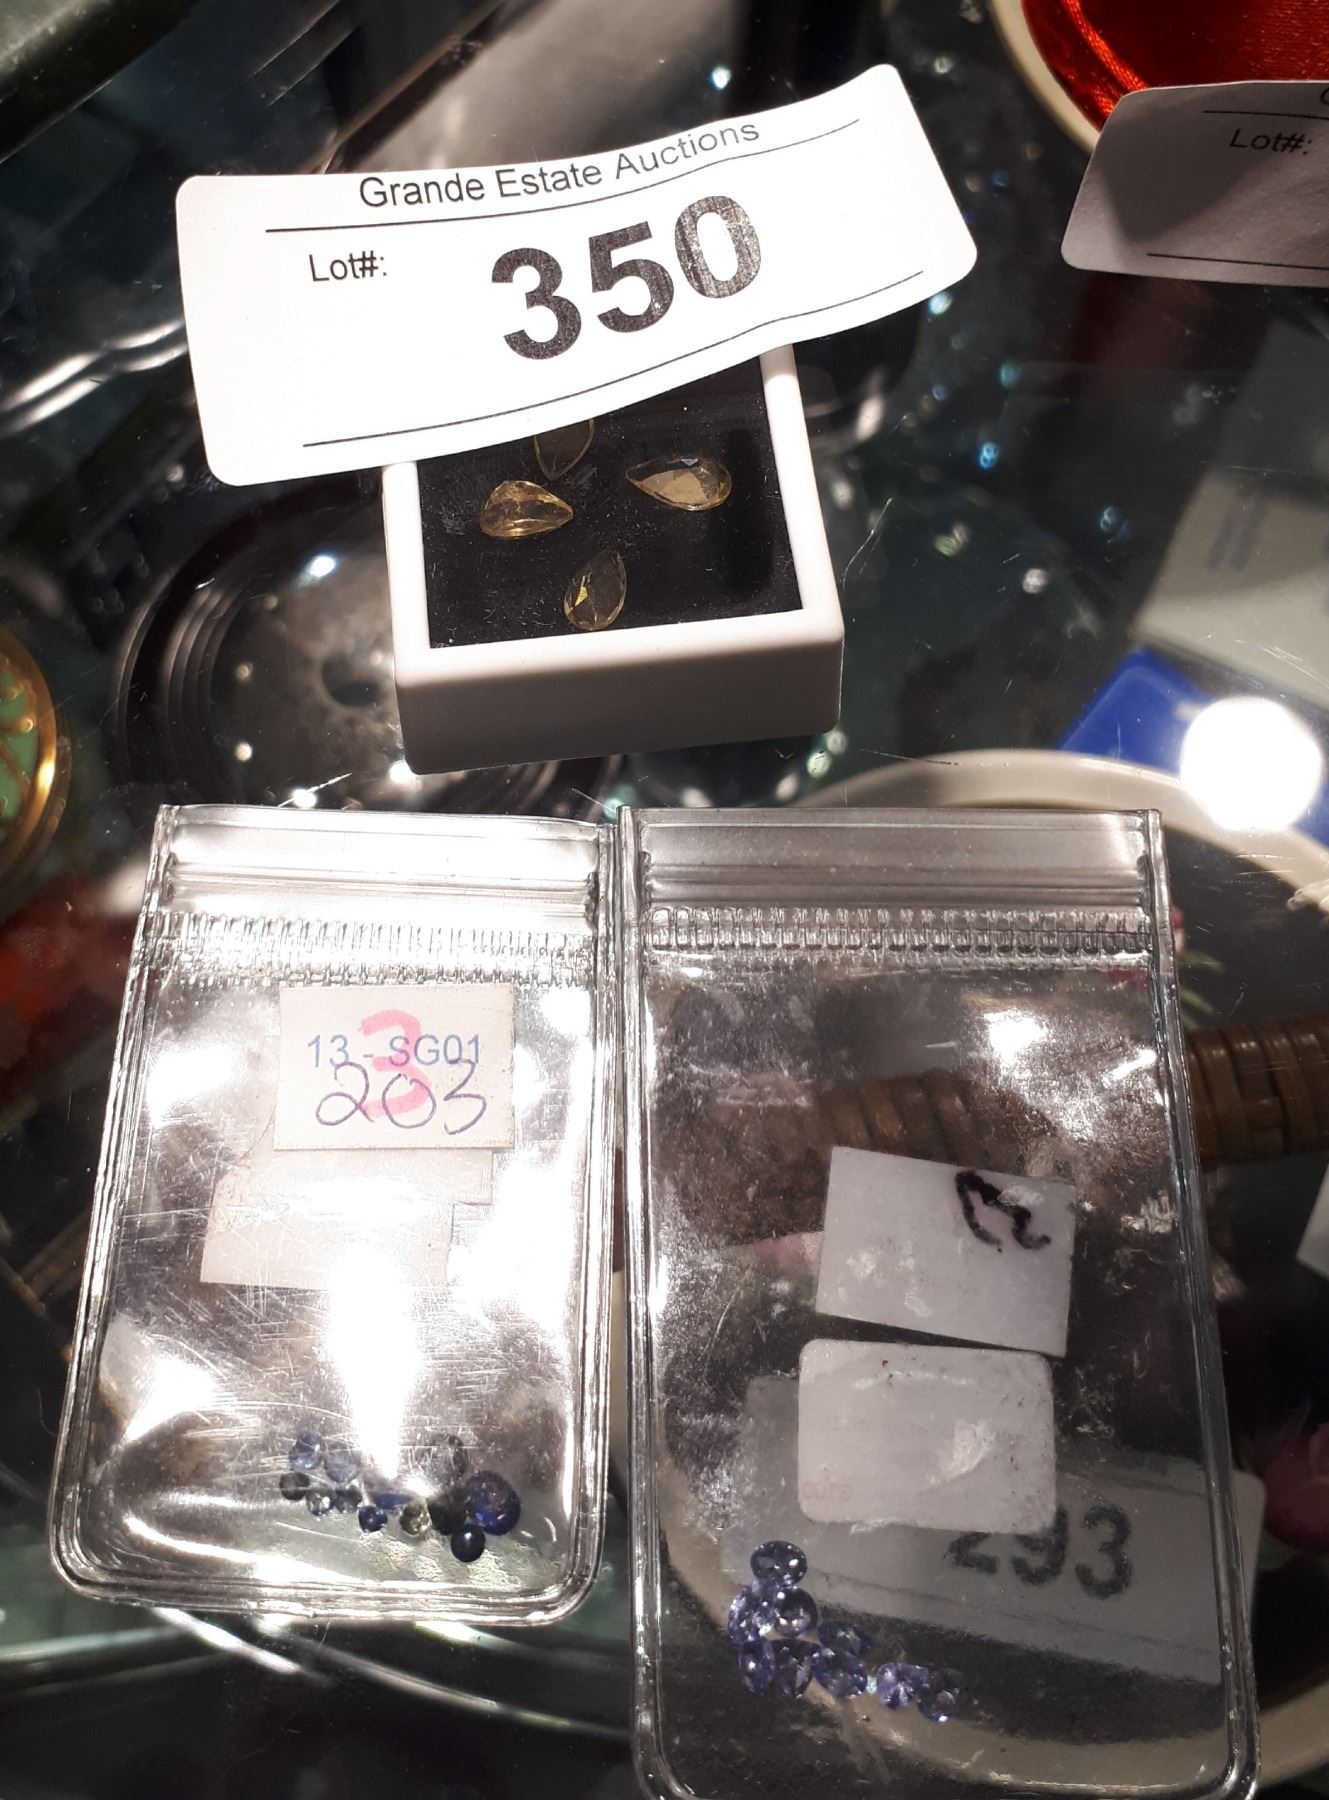 Grande Estate Auctions
Lot#: 350
Lot#:
13 - SG01
3
203
293